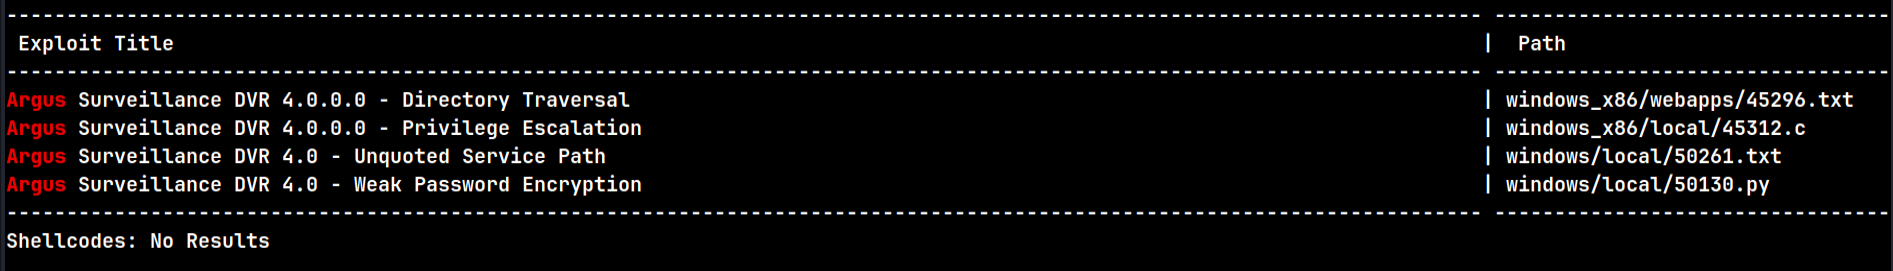 ------------------------------------------------------------------------------------------------------------------------- ---------------------------------
 Exploit Title                                                                                                             |  Path
------------------------------------------------------------------------------------------------------------------------- ---------------------------------
Argus Surveillance DVR 4.0.0.0 - Directory Traversal                                                                       | windows_x86/webapps/45296.txt
Argus Surveillance DVR 4.0.0.0 - Privilege Escalation                                                                      | windows_x86/local/45312.c
Argus Surveillance DVR 4.0 - Unquoted Service Path                                                                         | windows/local/50261.txt
Argus Surveillance DVR 4.0 - Weak Password Encryption                                                                      | windows/local/50130.py
------------------------------------------------------------------------------------------------------------------------- ---------------------------------
Shellcodes: No Results